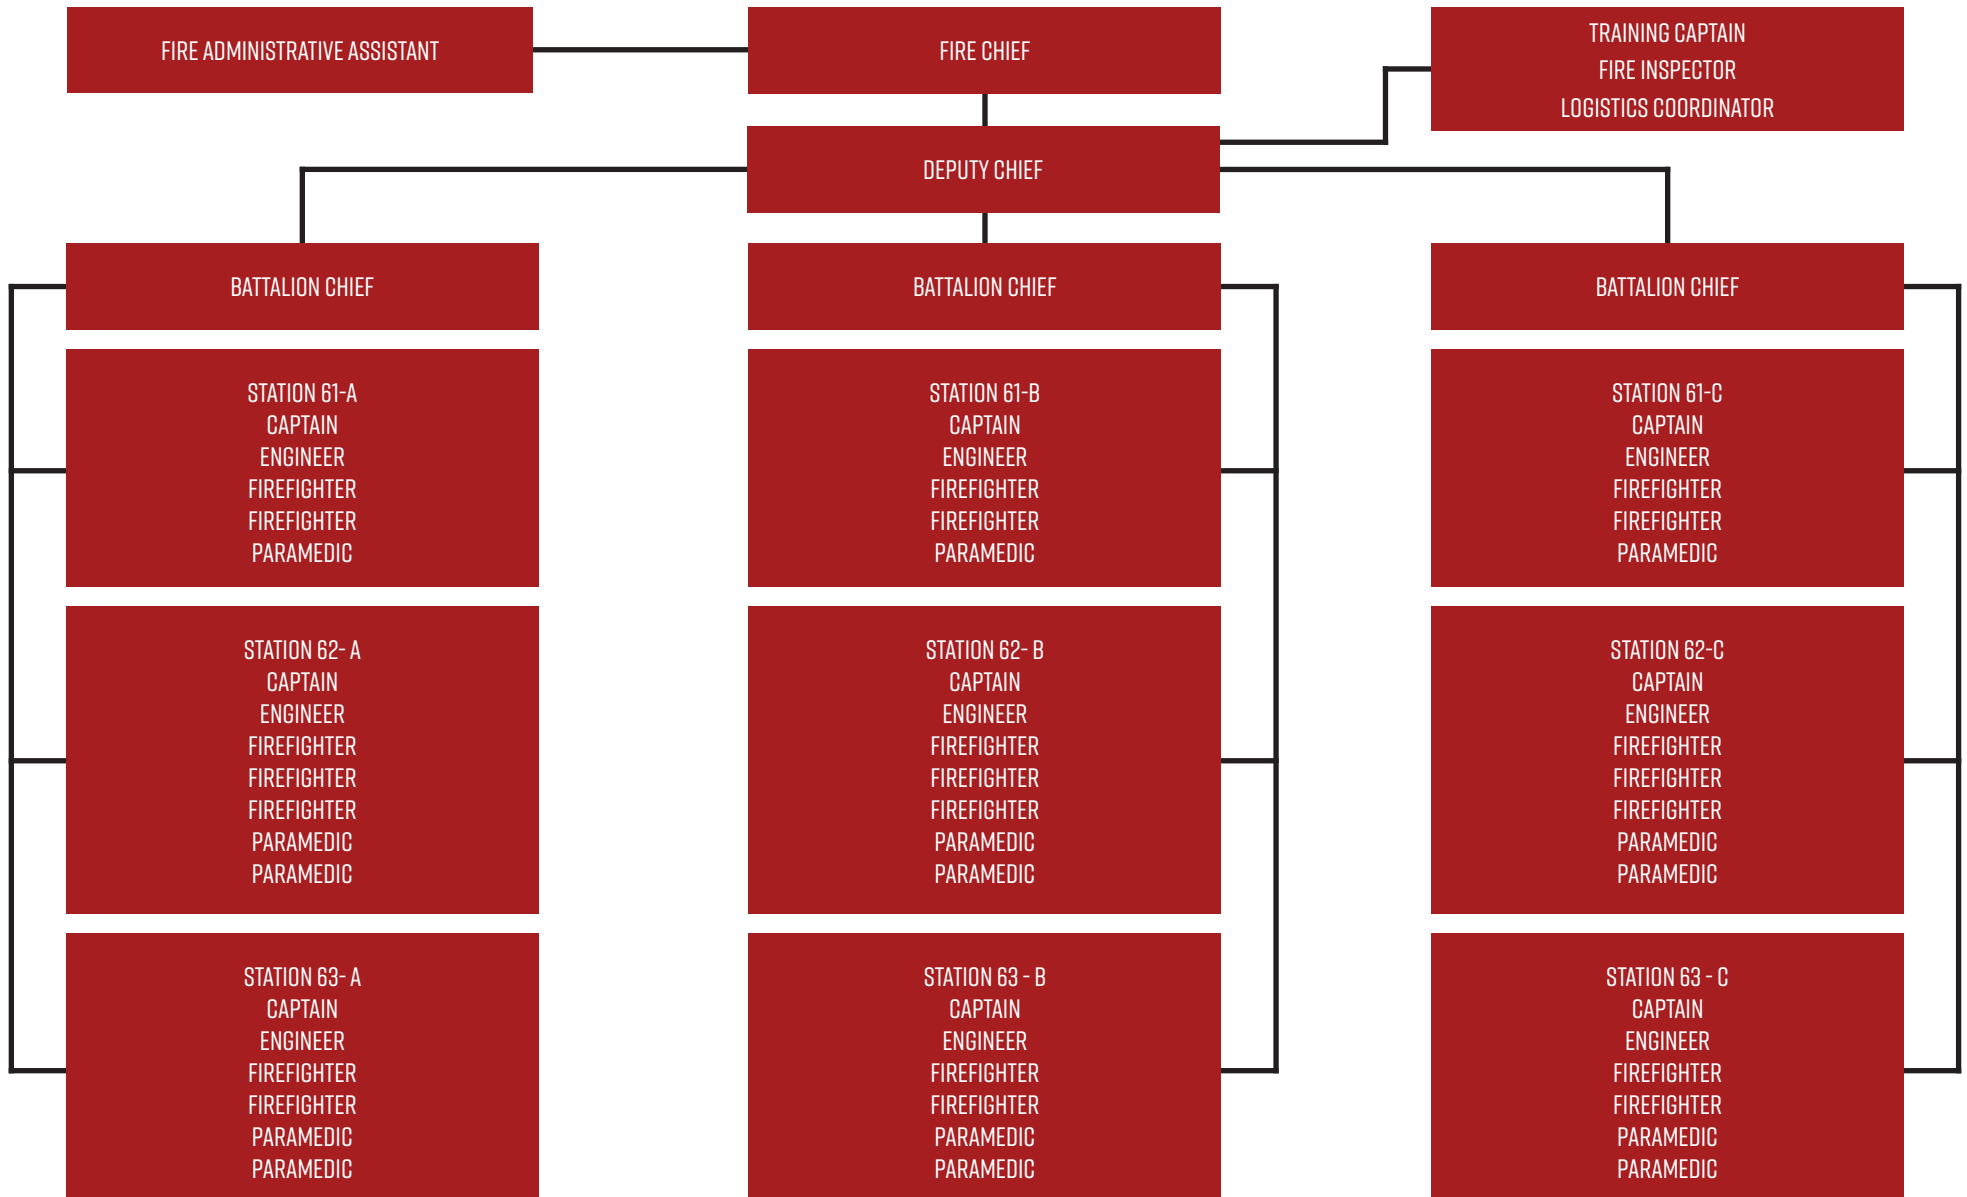 FIRE ADMINISTRATIVE ASSISTANT
FIRE CHIEF
TRAINING CAPTAIN
FIRE INSPECTOR
LOGISTICS COORDINATOR
DEPUTY CHIEF
BATTALION CHIEF
BATTALION CHIEF
BATTALION CHIEF
STATION 61-A
CAPTAIN
ENGINEER
FIREFIGHTER
FIREFIGHTER
PARAMEDIC
STATION 61-B
CAPTAIN
ENGINEER
FIREFIGHTER
FIREFIGHTER
PARAMEDIC
STATION 61-C
CAPTAIN
ENGINEER
FIREFIGHTER
FIREFIGHTER
PARAMEDIC
STATION 62- A
CAPTAIN
ENGINEER
FIREFIGHTER
FIREFIGHTER
FIREFIGHTER
PARAMEDIC
PARAMEDIC
STATION 62- B
CAPTAIN
ENGINEER
FIREFIGHTER
FIREFIGHTER
FIREFIGHTER
PARAMEDIC
PARAMEDIC
STATION 62-C
CAPTAIN
ENGINEER
FIREFIGHTER
FIREFIGHTER
FIREFIGHTER
PARAMEDIC
PARAMEDIC
STATION 63- A
CAPTAIN
ENGINEER
FIREFIGHTER
FIREFIGHTER
PARAMEDIC
PARAMEDIC
STATION 63 - B
CAPTAIN
ENGINEER
FIREFIGHTER
FIREFIGHTER
PARAMEDIC
PARAMEDIC
STATION 63 - C
CAPTAIN
ENGINEER
FIREFIGHTER
FIREFIGHTER
PARAMEDIC
PARAMEDIC